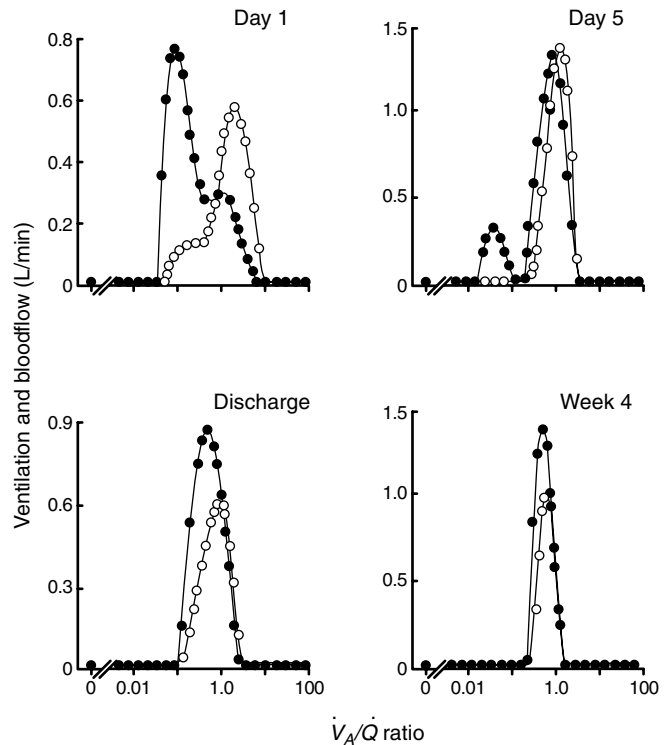 Day 1
0.8
0.6
0.4
0.2
0
Day 5
1.5
1.0
0.5
0
Ventilation and bloodflow (L/min)
Discharge
0.9
0.6
0.3
0
0 0.01 1.0 100
Week 4
1.5
1.0
0.5
0
0 0.01 1.0 100
V̇A/Q̇ ratio